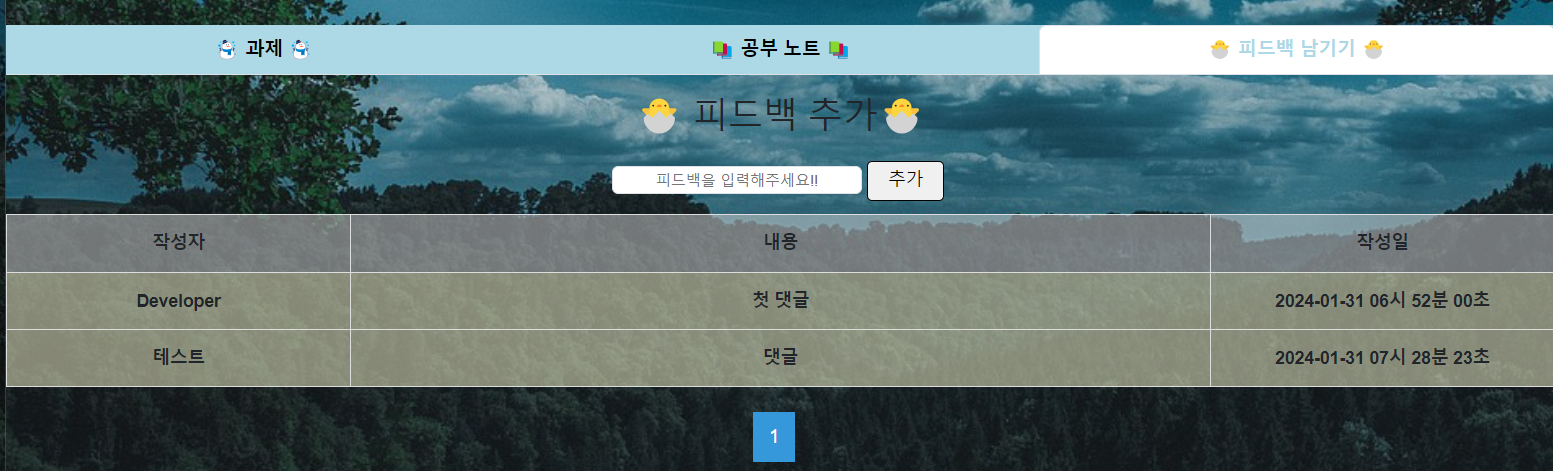 ⛄ 과제 ⛄ 📚 공부 노트 📚 🐣 피드백 남기기 🐣
🐣 피드백 추가🐣
피드백을 입력해주세요!! 추가
작성자 내용 작성일
Developer 첫 댓글 2024-01-31 06시 52분 00초
테스트 댓글 2024-01-31 07시 28분 23초
1